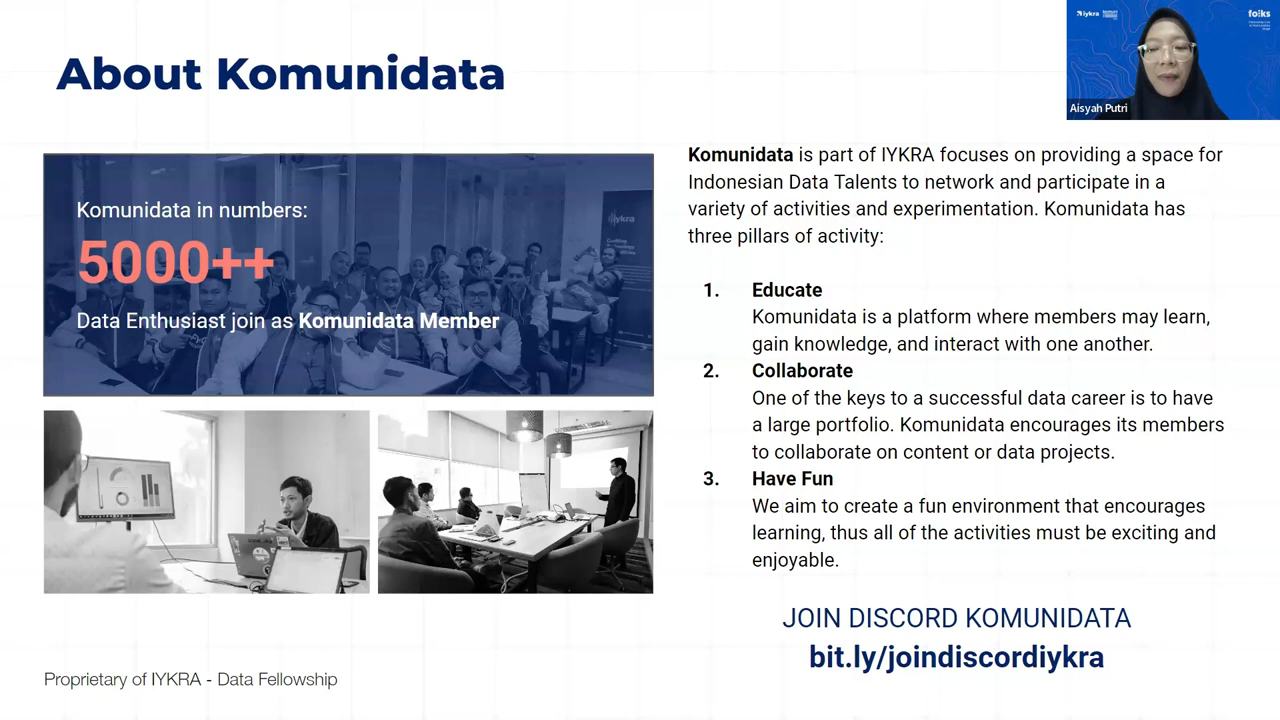 About Komunidata
iykra
fo/ks
Aisyah Putri
Komunidata in numbers:
5000++
Data Enthusiast join as Komunidata Member
iykra
Komunidata is part of IYKRA focuses on providing a space for
Indonesian Data Talents to network and participate in a
variety of activities and experimentation. Komunidata has
three pillars of activity:
1. Educate
Komunidata is a platform where members may learn,
gain knowledge, and interact with one another.
2. Collaborate
One of the keys to a successful data career is to have
a large portfolio. Komunidata encourages its members
to collaborate on content or data projects.
3. Have Fun
We aim to create a fun environment that encourages
learning, thus all of the activities must be exciting and
enjoyable.
JOIN DISCORD KOMUNIDATA
bit.ly/joindiscordiykra
Proprietary of IYKRA - Data Fellowship